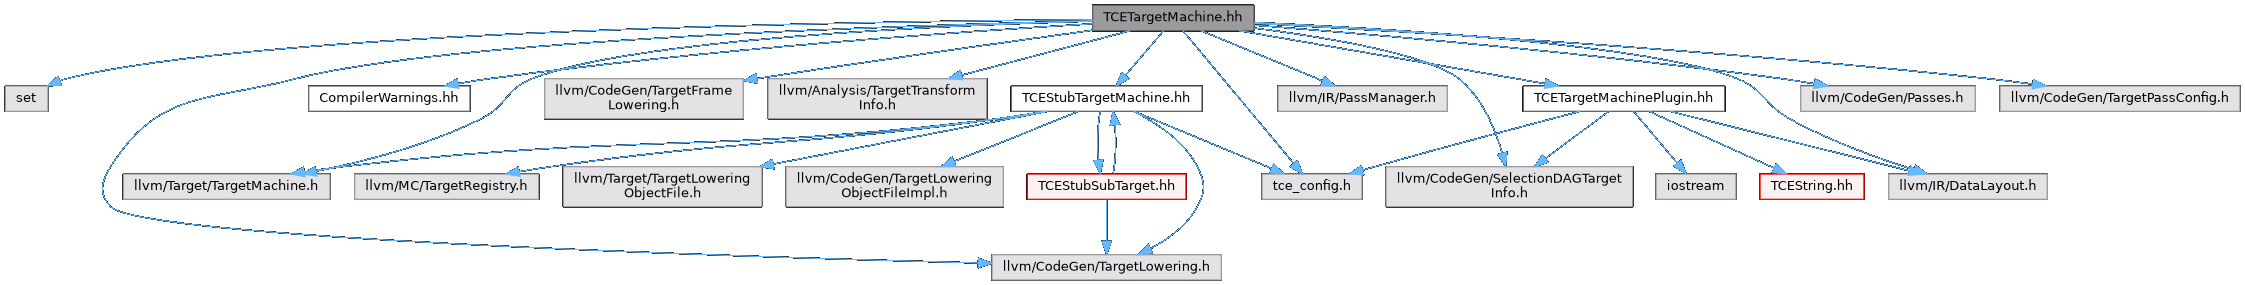 TCETargetMachine.hh
set
CompilerWarnings.hh
llvm/CodeGen/TargetFrame
Lowering.h
llvm/Analysis/TargetTransform
Info.h
TCEStubTargetMachine.hh
llvm/IR/PassManager.h
TCETargetMachinePlugin.hh
llvm/CodeGen/Passes.h
llvm/CodeGen/TargetPassConfig.h
llvm/Target/TargetMachine.h
llvm/MC/TargetRegistry.h
llvm/Target/TargetLowering
ObjectFile.h
llvm/CodeGen/TargetLowering
ObjectFileImpl.h
TCEStubSubTarget.hh
tce_config.h
llvm/CodeGen/SelectionDAGTarget
Info.h
iostream
TCEString.hh
llvm/IR/DataLayout.h
llvm/CodeGen/TargetLowering.h